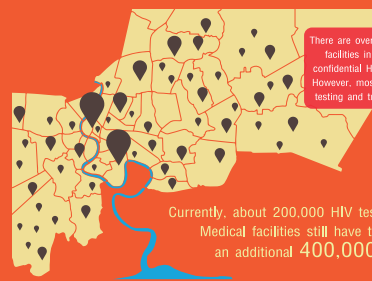 There are over
facilities in
confidential H
However, most
testing and t
Currently, about 200,000 HIV tes
Medical facilities still have t
an additional 400,000